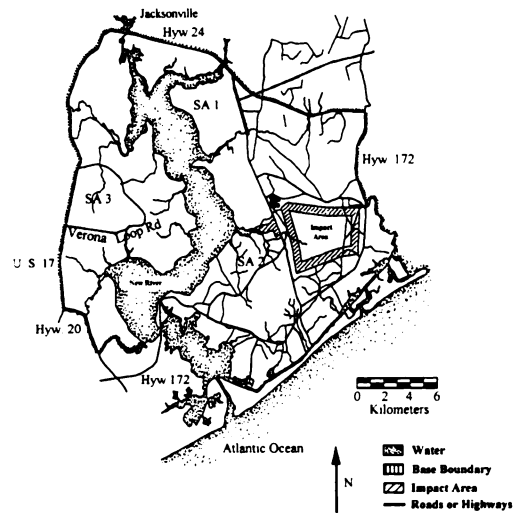 Jacksonville
Hyw 24
SA 1
Hyw 172
SA 3
Verona Loop Rd
Impact
Area
SA 2
U S 17
New River
Hyw 20
Hyw 172
0 2 4 6
Kilometers
Atlantic Ocean
N
Water
Base Boundary
Impact Area
Roads or Highways